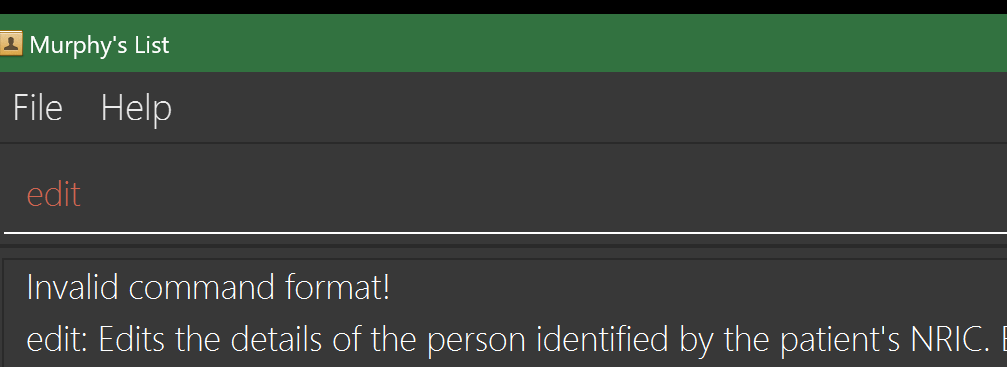 Murphy's List
File Help
edit
Invalid command format!
edit: Edits the details of the person identified by the patient's NRIC.